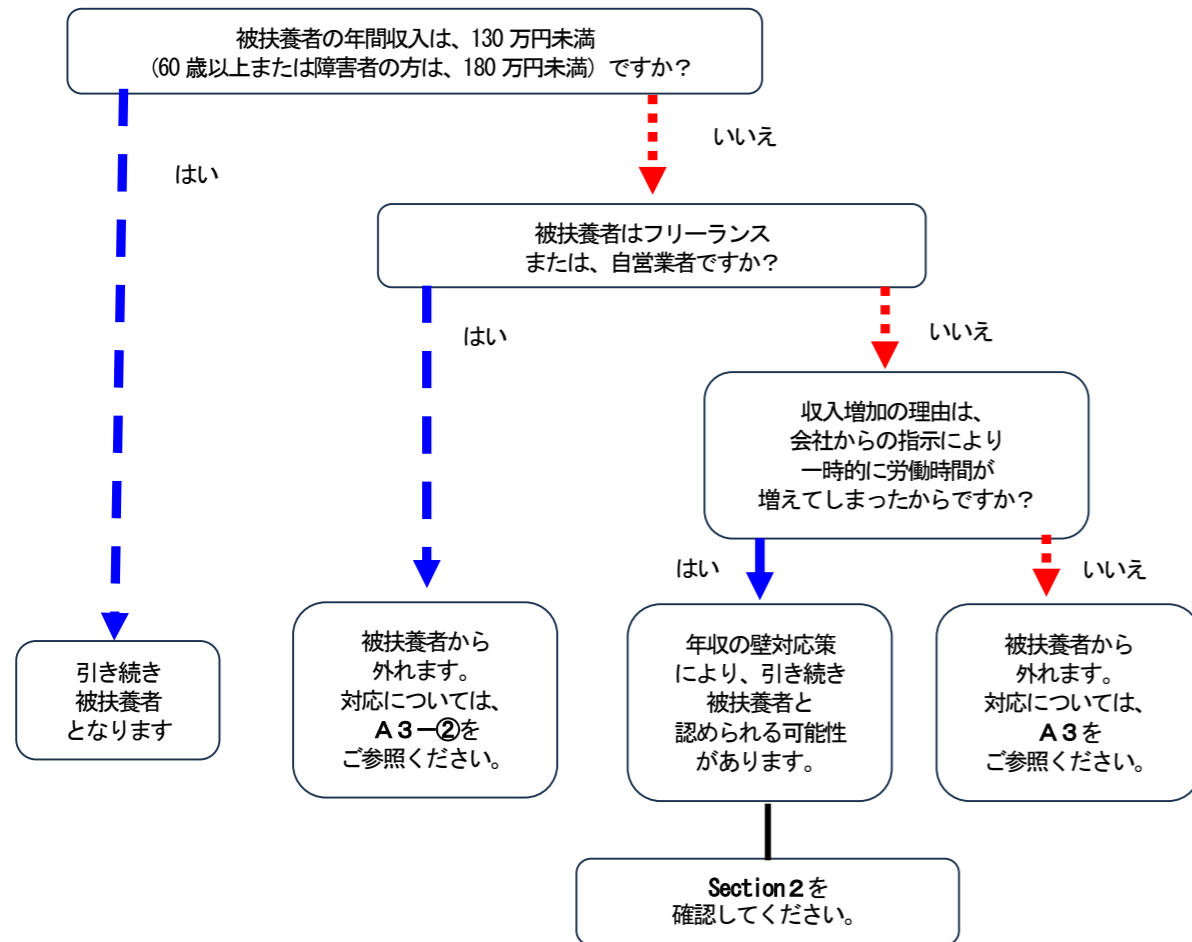 被扶養者の年間収入は、130 万円未満
(60 歳以上または障害者の方は、180 万円未満）ですか？
はい
いいえ
被扶養者はフリーランス
または、自営業者ですか？
はい
いいえ
収入増加の理由は、
会社からの指示により
一時的に労働時間が
増えてしまったからですか？
はい
いいえ
引き続き
被扶養者
となります
被扶養者から
外れます。
対応については、
Ａ３－②を
ご参照ください。
年収の壁対応策
により、引き続き
被扶養者と
認められる可能性
があります。
被扶養者から
外れます。
対応については、
Ａ３を
ご参照ください。
Section２を
確認してください。